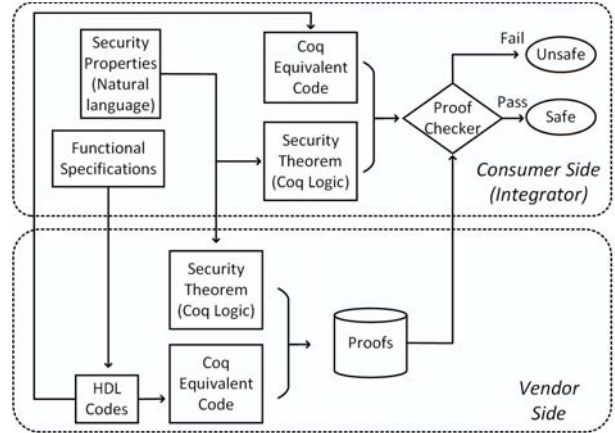 Security
Properties
(Natural
language)
Functional
Specifications
Coq
Equivalent
Code
Security
Theorem
(Coq Logic)
Proof
Checker
Fail
Unsafe
Pass
Safe
Consumer Side
(Integrator)
Security
Theorem
(Coq Logic)
HDL
Codes
Coq
Equivalent
Code
Proofs
Vendor
Side